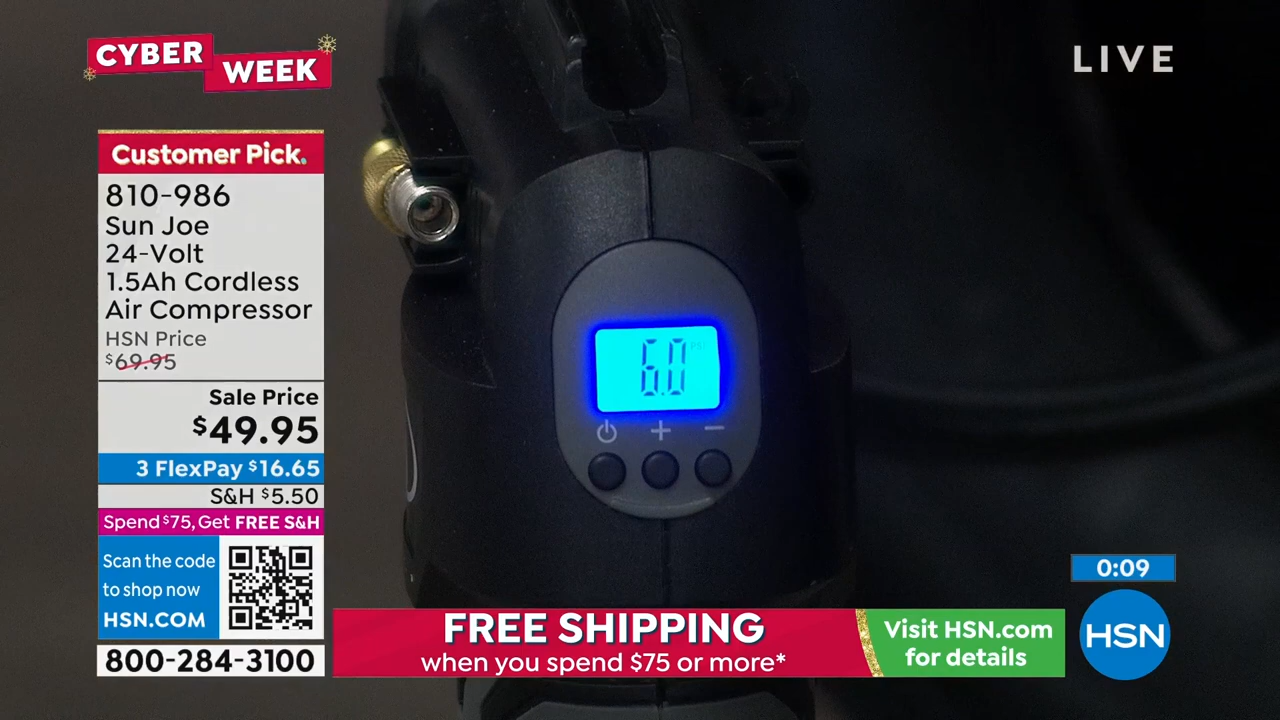 CYBER
WEEK
LIVE
Customer Pick.
810-986
Sun Joe
24-Volt
1.5Ah Cordless
Air Compressor
HSN Price
$69.95
Sale Price
$49.95
3 FlexPay $16.65
S&H $5.50
Spend $75, Get FREE S&H
Scan the code
to shop now
HSN.COM
800-284-3100
6.0 PSI
FREE SHIPPING
when you spend $75 or more*
Visit HSN.com
for details
0:09
HSN